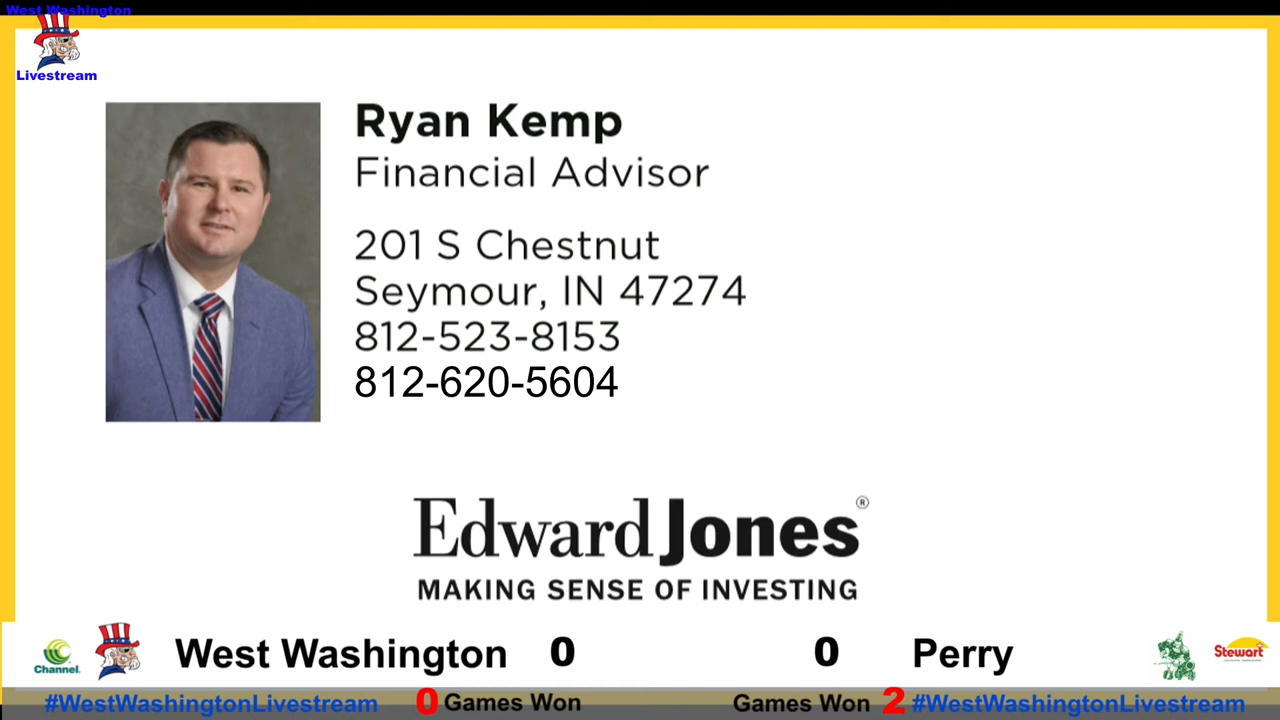 West Washington
Livestream
Ryan Kemp
Financial Advisor
201 S Chestnut
Seymour, IN 47274
812-523-8153
812-620-5604
Edward Jones®
MAKING SENSE OF INVESTING
Channel
West Washington 0 0 Perry
Stewart
#WestWashingtonLivestream 0 Games Won Games Won 2 #WestWashingtonLivestream